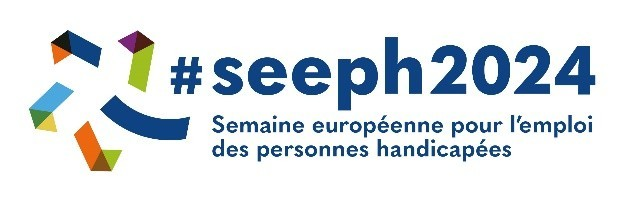 #seeph2024
Semaine européenne pour l'emploi
des personnes handicapées